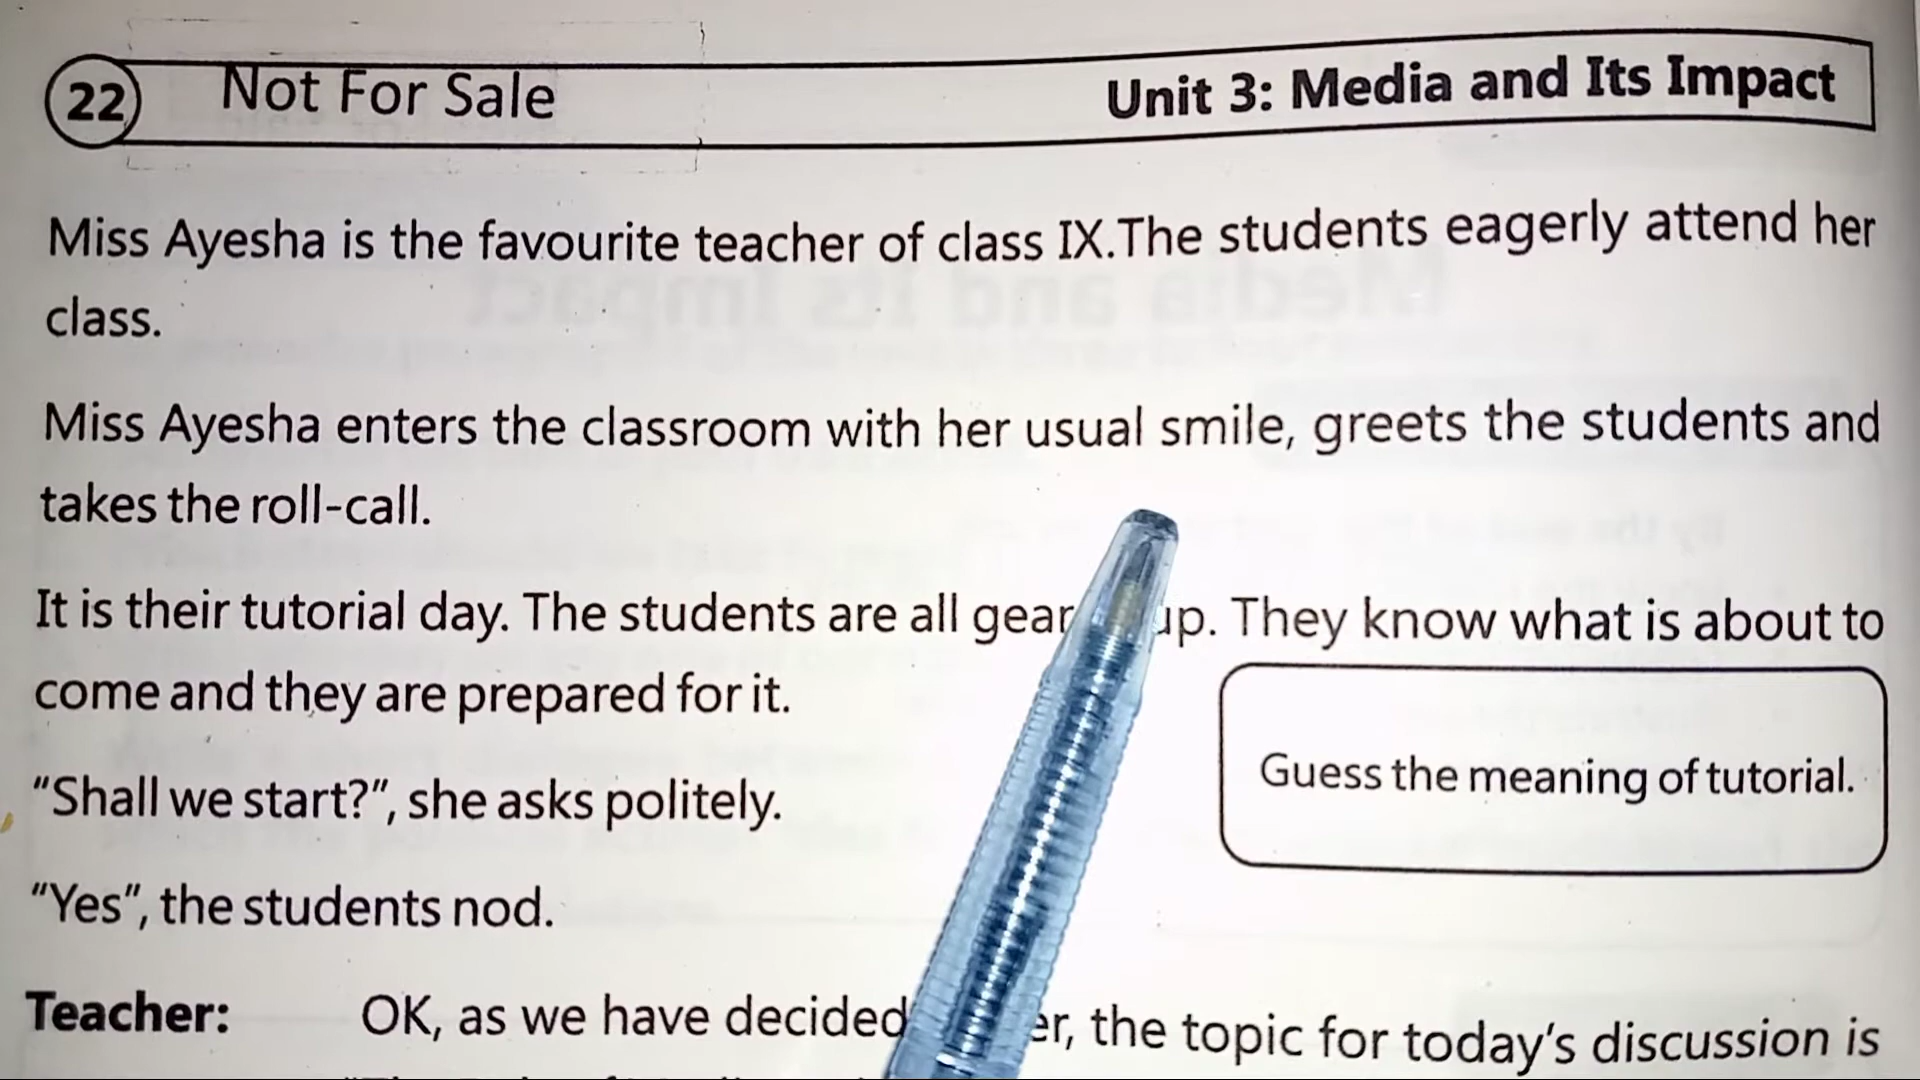 22 Not For Sale Unit 3: Media and Its Impact
Miss Ayesha is the favourite teacher of class IX.The students eagerly attend her
class.
Miss Ayesha enters the classroom with her usual smile, greets the students and
takes the roll-call.
It is their tutorial day. The students are all up. They know what is about to
come and they are prepared for it.
Guess the meaning of tutorial.
“Shall we start?”, she asks politely.
“Yes”, the students nod.
Teacher: OK, as we have decided the topic for today’s discussion is